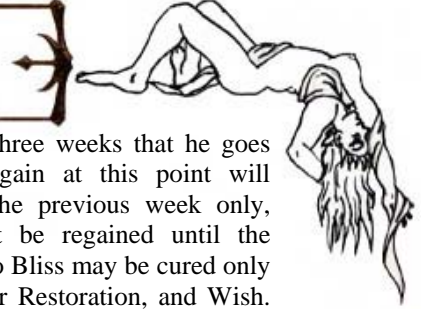 three weeks that he goes
gain at this point will
he previous week only,
t be regained until the
o Bliss may be cured only
r Restoration, and Wish.